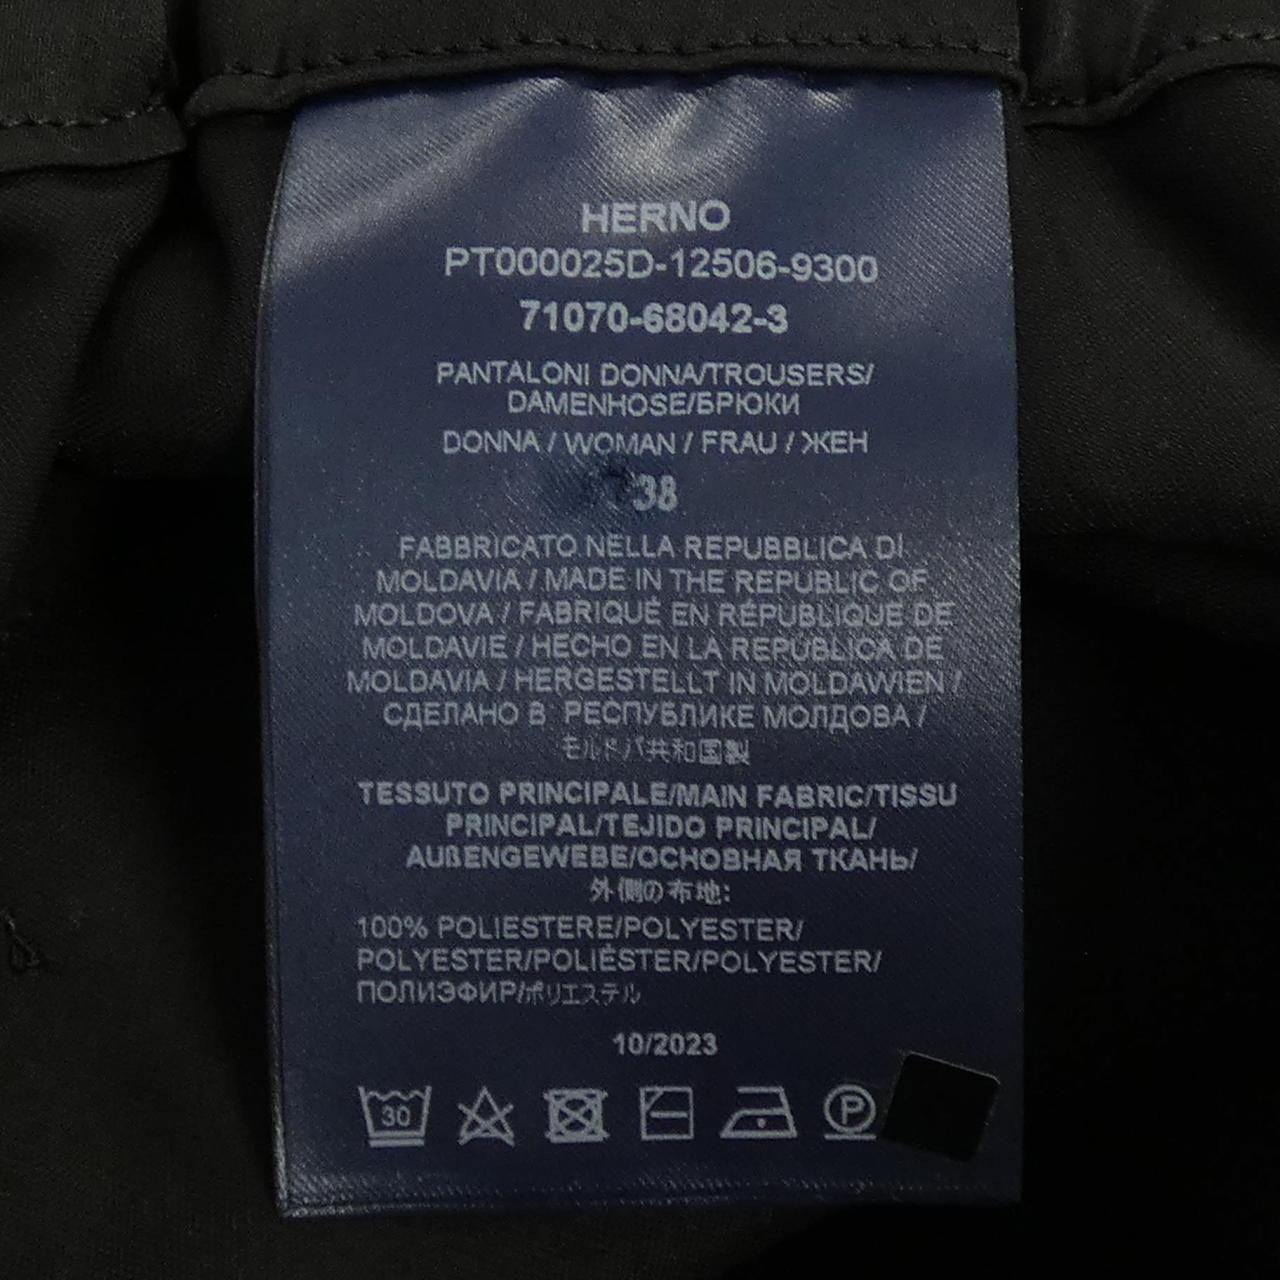 HERNO
PT000025D-12506-9300
71070-68042-3
PANTALONI DONNA/TROUSERS/
DAMENHOSE/БРЮКИ
DONNA / WOMAN / FRAU / ЖЕН
38
FABBRICATO NELLA REPUBBLICA DI
MOLDAVIA / MADE IN THE REPUBLIC OF
MOLDOVA / FABRIQUÉ EN RÉPUBLIQUE DE
MOLDAVIE / HECHO EN LA REPÚBLICA DE
MOLDAVIA / HERGESTELLT IN MOLDAWIEN /
СДЕЛАНО В РЕСПУБЛИКЕ МОЛДОВА /
モルドバ共和国製
TESSUTO PRINCIPALE/MAIN FABRIC/TISSU
PRINCIPAL/TEJIDO PRINCIPAL/
AUßENGEWEBE/ОСНОВНАЯ ТКАНЬ/
外側の布地:
100% POLIESTERE/POLYESTER/
POLYESTER/POLIÉSTER/POLYESTER/
ПОЛИЭФИР/ポリエステル
10/2023
30 P